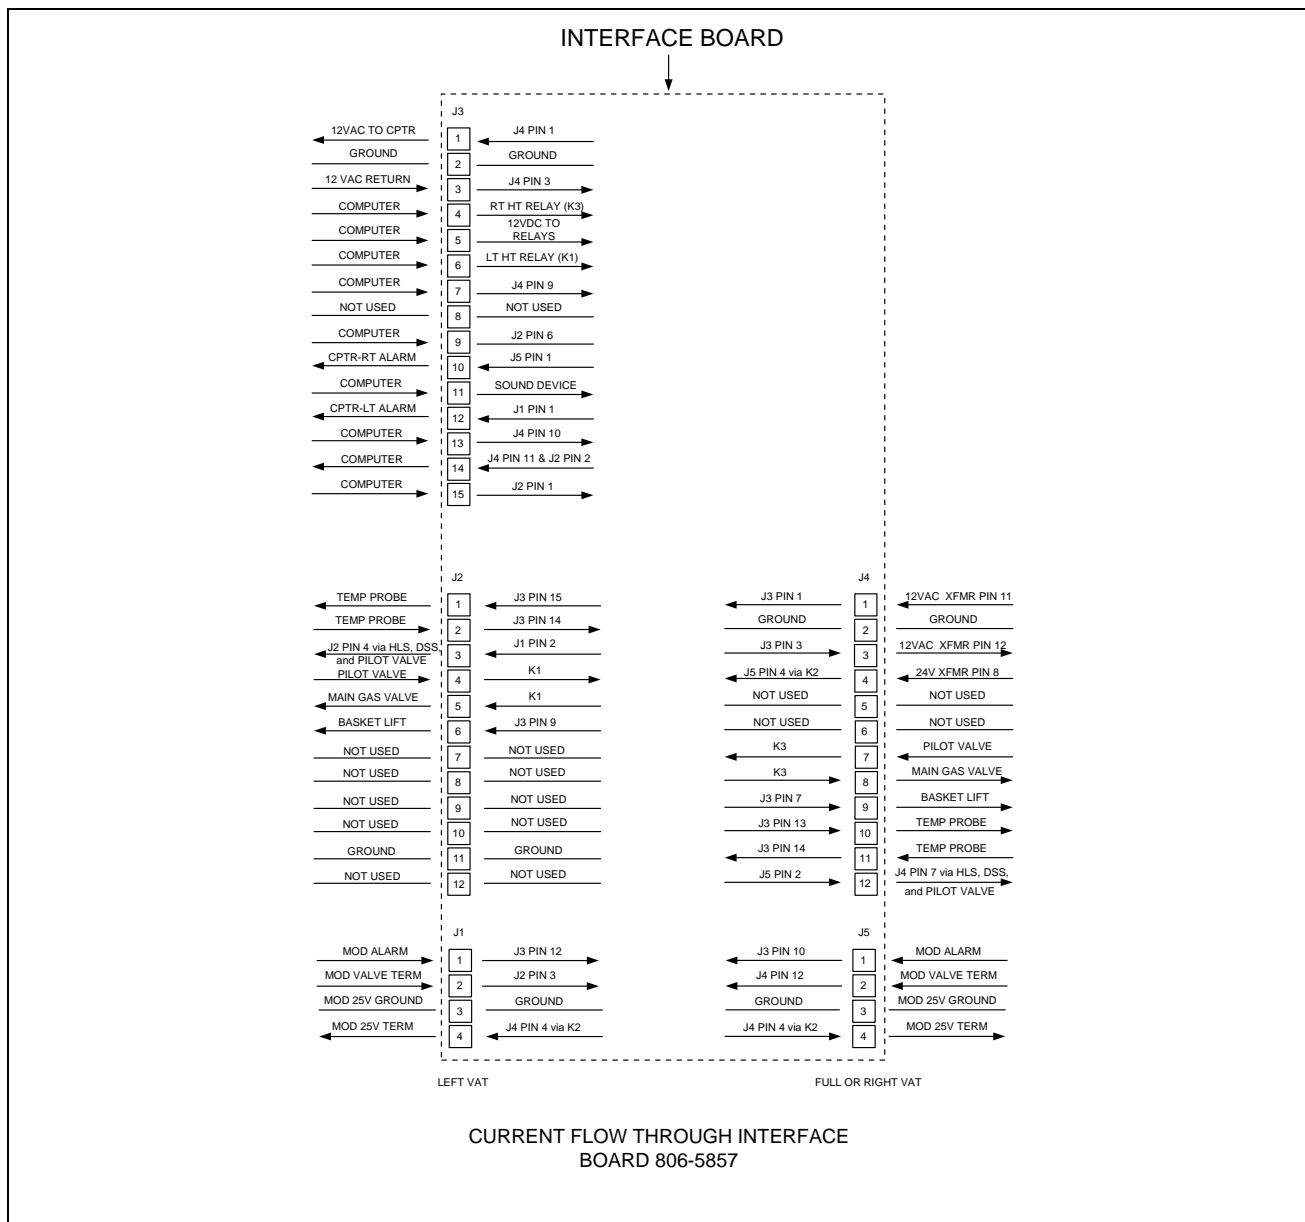 INTERFACE BOARD
J3
12VAC TO CPTR 1 J4 PIN 1
GROUND 2 GROUND
12 VAC RETURN 3 J4 PIN 3
COMPUTER 4 RT HT RELAY (K3)
COMPUTER 5 12VDC TO
RELAYS
COMPUTER 6 LT HT RELAY (K1)
COMPUTER 7 J4 PIN 9
NOT USED 8 NOT USED
COMPUTER 9 J2 PIN 6
CPTR-RT ALARM 10 J5 PIN 1
COMPUTER 11 SOUND DEVICE
CPTR-LT ALARM 12 J1 PIN 1
COMPUTER 13 J4 PIN 10
COMPUTER 14 J4 PIN 11 & J2 PIN 2
COMPUTER 15 J2 PIN 1
J2
TEMP PROBE 1 J3 PIN 15
TEMP PROBE 2 J3 PIN 14
J2 PIN 4 via HLS, DSS, 3 J1 PIN 2
and PILOT VALVE
PILOT VALVE 4 K1
MAIN GAS VALVE 5 K1
BASKET LIFT 6 J3 PIN 9
NOT USED 7 NOT USED
NOT USED 8 NOT USED
NOT USED 9 NOT USED
NOT USED 10 NOT USED
GROUND 11 GROUND
NOT USED 12 NOT USED
J4
J3 PIN 1 1 12VAC XFMR PIN 11
GROUND 2 GROUND
J3 PIN 3 3 12VAC XFMR PIN 12
J5 PIN 4 via K2 4 24V XFMR PIN 8
NOT USED 5 NOT USED
NOT USED 6 NOT USED
K3 7 PILOT VALVE
K3 8 MAIN GAS VALVE
J3 PIN 7 9 BASKET LIFT
J3 PIN 13 10 TEMP PROBE
J3 PIN 14 11 TEMP PROBE
J5 PIN 2 12 J4 PIN 7 via HLS, DSS,
and PILOT VALVE
J1
MOD ALARM 1 J3 PIN 12
MOD VALVE TERM 2 J2 PIN 3
MOD 25V GROUND 3 GROUND
MOD 25V TERM 4 J4 PIN 4 via K2
J5
J3 PIN 10 1 MOD ALARM
J4 PIN 12 2 MOD VALVE TERM
GROUND 3 MOD 25V GROUND
J4 PIN 4 via K2 4 MOD 25V TERM
LEFT VAT
FULL OR RIGHT VAT
CURRENT FLOW THROUGH INTERFACE
BOARD 806-5857